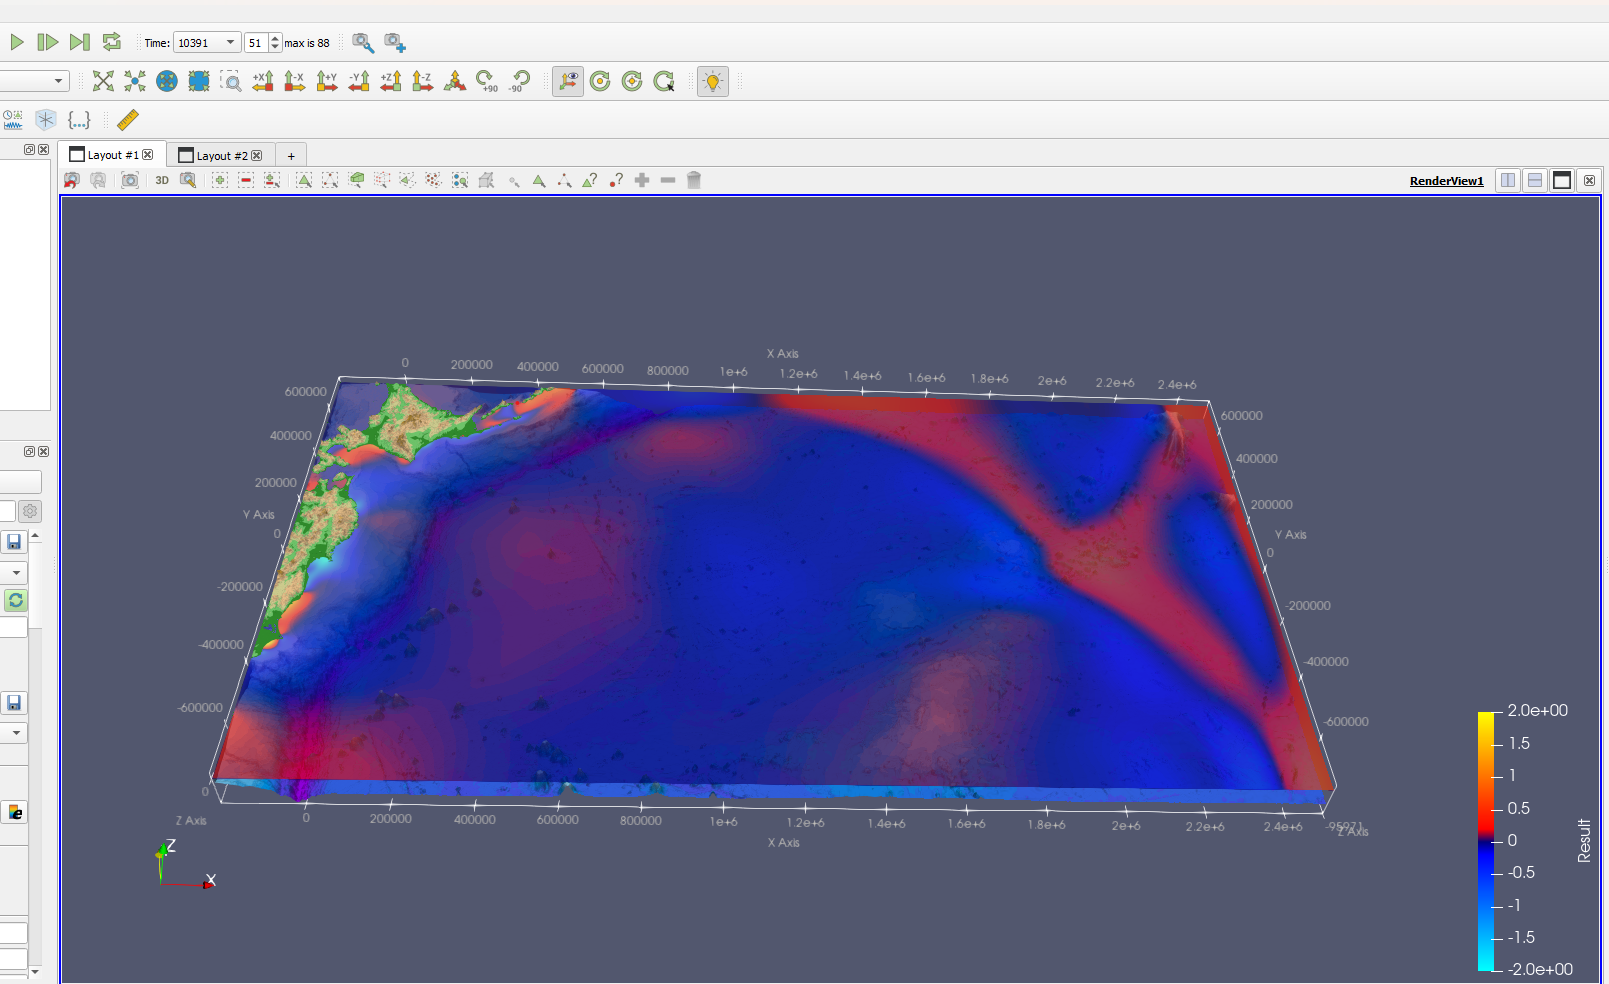 Time: 10391 51 max is 88
+X -X +Y -Y +Z -Z +90 -90
Layout #1 Layout #2 +
3D
RenderView1
X Axis
0 200000 400000 600000 800000 1e+6 1.2e+6 1.4e+6 1.6e+6 1.8e+6 2e+6 2.2e+6 2.4e+6
600000 600000
400000 400000
200000 200000
Y Axis Y Axis
0 0
-200000 -200000
-400000 -400000
-600000 -600000
0
Z Axis Z Axis
0 200000 400000 600000 800000 1e+6 1.2e+6 1.4e+6 1.6e+6 1.8e+6 2e+6 2.2e+6 2.4e+6
X Axis
Z
X
2.0e+00
1.5
1
0.5
0
-0.5
-1
-1.5
-2.0e+00
Result